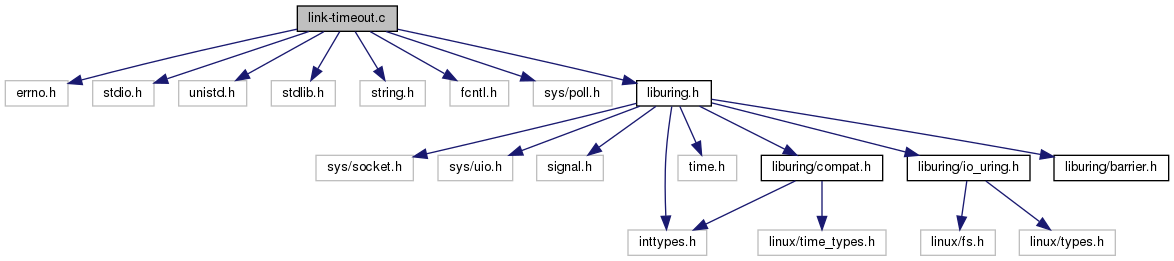 link-timeout.c
errno.h
stdio.h
unistd.h
stdlib.h
string.h
fcntl.h
sys/poll.h
liburing.h
sys/socket.h
sys/uio.h
signal.h
time.h
liburing/compat.h
liburing/io_uring.h
liburing/barrier.h
inttypes.h
linux/time_types.h
linux/fs.h
linux/types.h